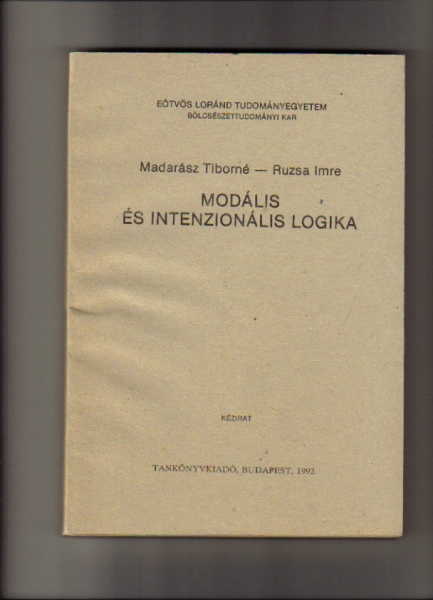 EÖTVÖS LORÁND TUDOMÁNYEGYETEM
BÖLCSÉSZETTUDOMÁNYI KAR
Madarász Tiborné — Ruzsa Imre
MODÁLIS
ÉS INTENZIONÁLIS LOGIKA
KÉZIRAT
TANKÖNYVKIADÓ, BUDAPEST, 1992